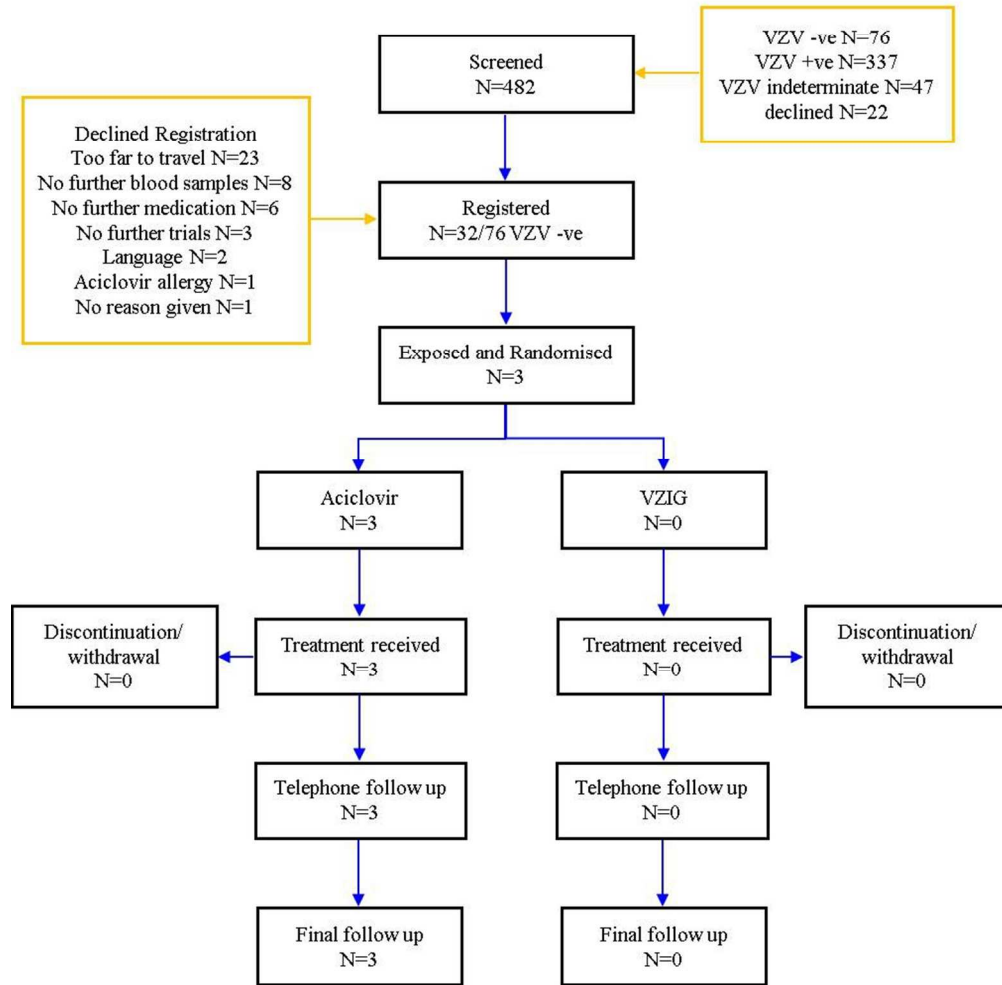 Screened
N=482
VZV -ve N=76
VZV +ve N=337
VZV indeterminate N=47
declined N=22
Declined Registration
Too far to travel N=23
No further blood samples N=8
No further medication N=6
No further trials N=3
Language N=2
Aciclovir allergy N=1
No reason given N=1
Registered
N=32/76 VZV -ve
Exposed and Randomised
N=3
Aciclovir
N=3
VZIG
N=0
Discontinuation/
withdrawal
N=0
Treatment received
N=3
Treatment received
N=0
Discontinuation/
withdrawal
N=0
Telephone follow up
N=3
Telephone follow up
N=0
Final follow up
N=3
Final follow up
N=0